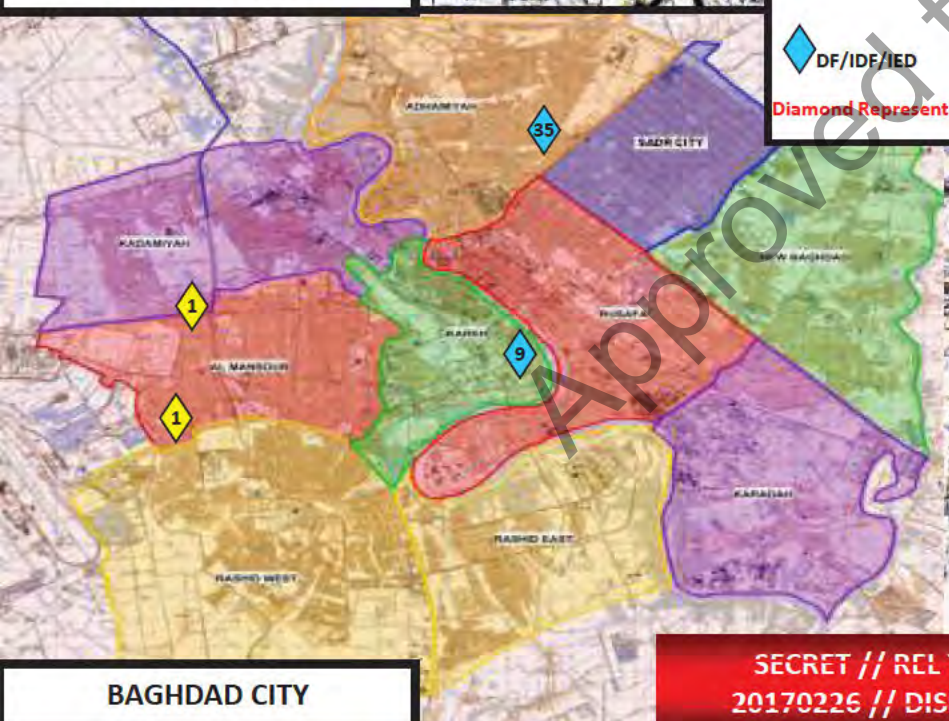 DF/IDF/IED
Diamond Represent
ADHAMIYAH
35
SADR CITY
KADAMIYAH
NEW BAGHDAD
1
RUSAFA
KARKH
9
AL MANSOUR
1
KARADAH
RASHID EAST
RASHID WEST
Approved f
BAGHDAD CITY
SECRET // REL
20170226 // DIS